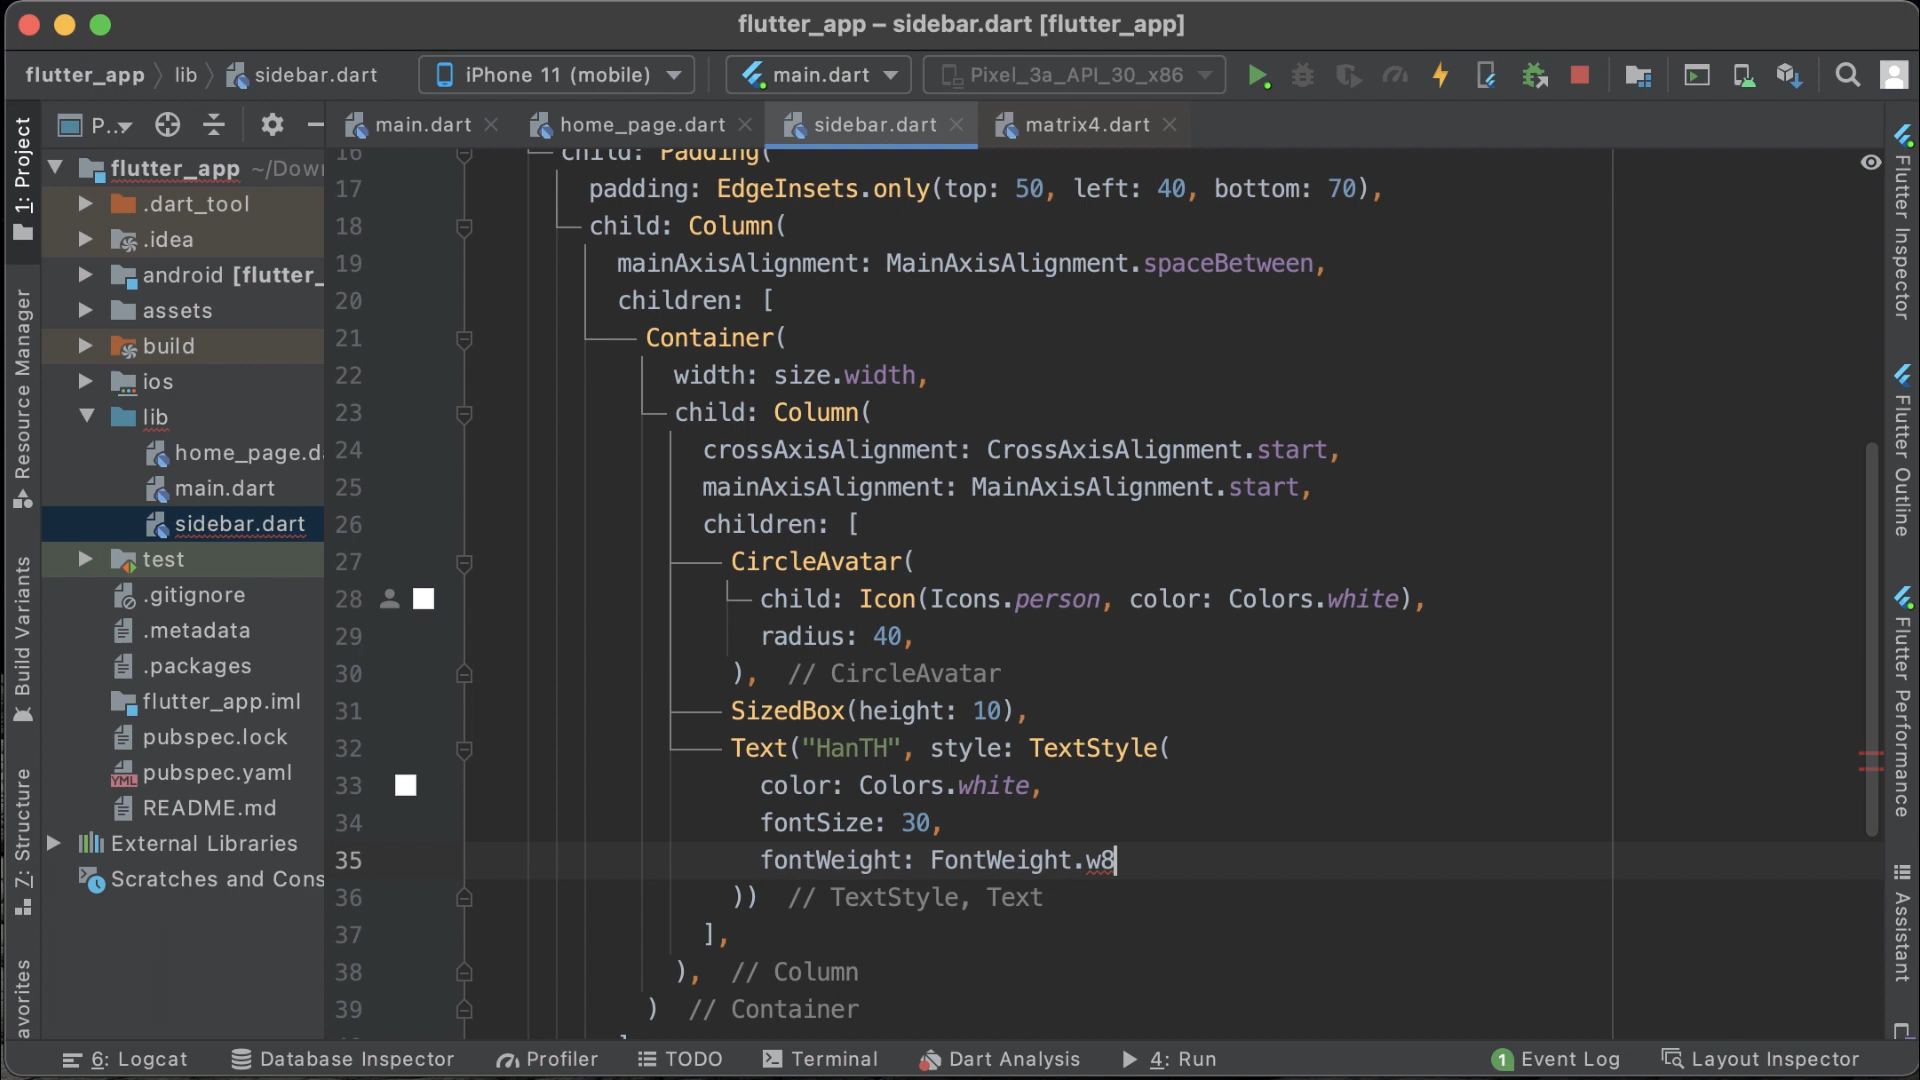 flutter_app – sidebar.dart [flutter_app]
flutter_app lib sidebar.dart iPhone 11 (mobile) main.dart Pixel_3a_API_30_x86
P.. main.dart home_page.dart sidebar.dart matrix4.dart
1: Project
Resource Manager
Build Variants
Z: Structure
avorites
flutter_app ~/Down
.dart_tool
.idea
android [flutter_
assets
build
ios
lib
home_page.da
main.dart
sidebar.dart
test
.gitignore
.metadata
.packages
flutter_app.iml
pubspec.lock
YML pubspec.yaml
README.md
External Libraries
Scratches and Cons
16 child: Padding(
17 padding: EdgeInsets.only(top: 50, left: 40, bottom: 70),
18 child: Column(
19 mainAxisAlignment: MainAxisAlignment.spaceBetween,
20 children: [
21 Container(
22 width: size.width,
23 child: Column(
24 crossAxisAlignment: CrossAxisAlignment.start,
25 mainAxisAlignment: MainAxisAlignment.start,
26 children: [
27 CircleAvatar(
28 child: Icon(Icons.person, color: Colors.white),
29 radius: 40,
30 ), // CircleAvatar
31 SizedBox(height: 10),
32 Text("HanTH", style: TextStyle(
33 color: Colors.white,
34 fontSize: 30,
35 fontWeight: FontWeight.w8
36 )) // TextStyle, Text
37 ],
38 ), // Column
39 ) // Container
Flutter Inspector
Flutter Outline
Flutter Performance
Assistant
6: Logcat Database Inspector Profiler TODO Terminal Dart Analysis 4: Run 1 Event Log Layout Inspector